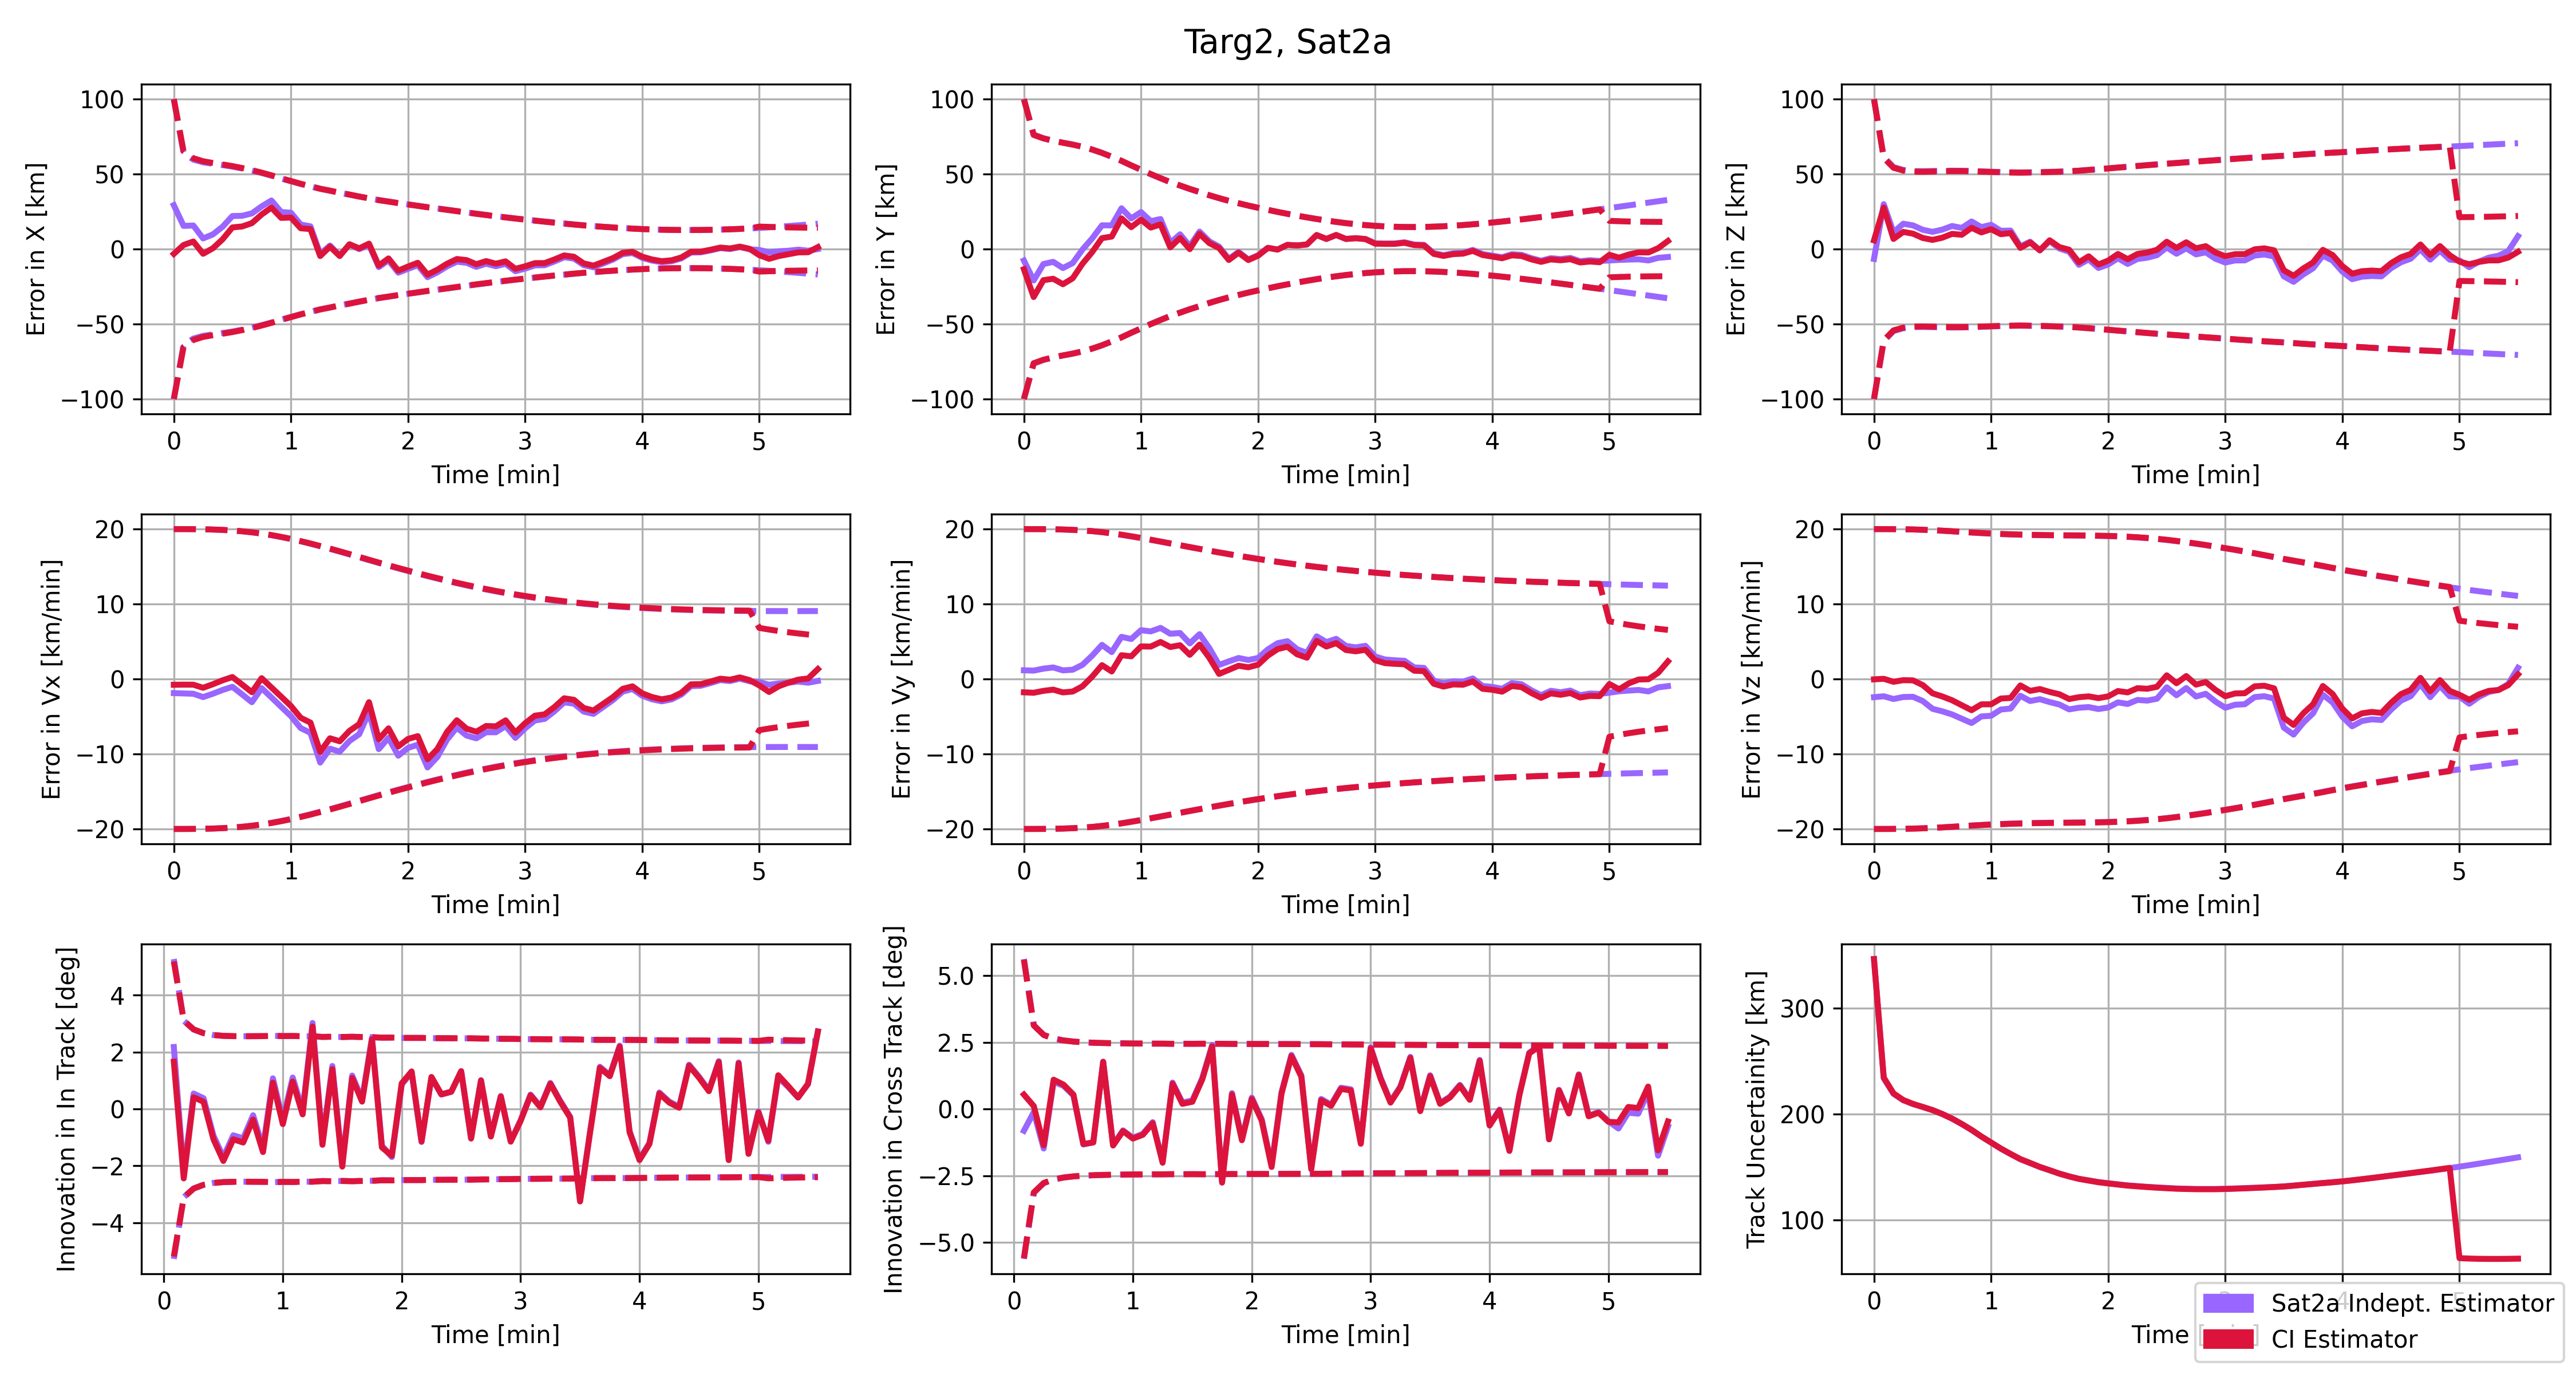 Targ2, Sat2a
Error in X [km]
100
50
0
−50
−100
0 1 2 3 4 5
Time [min]
Error in Y [km]
100
50
0
−50
−100
0 1 2 3 4 5
Time [min]
Error in Z [km]
100
50
0
−50
−100
0 1 2 3 4 5
Time [min]
Error in Vx [km/min]
20
10
0
−10
−20
0 1 2 3 4 5
Time [min]
Error in Vy [km/min]
20
10
0
−10
−20
0 1 2 3 4 5
Time [min]
Error in Vz [km/min]
20
10
0
−10
−20
0 1 2 3 4 5
Time [min]
Innovation in In Track [deg]
4
2
0
−2
−4
0 1 2 3 4 5
Time [min]
Innovation in Cross Track [deg]
5.0
2.5
0.0
−2.5
−5.0
0 1 2 3 4 5
Time [min]
Track Uncertainity [km]
300
200
100
0 1 2
Time
Sat2a Indept. Estimator
CI Estimator